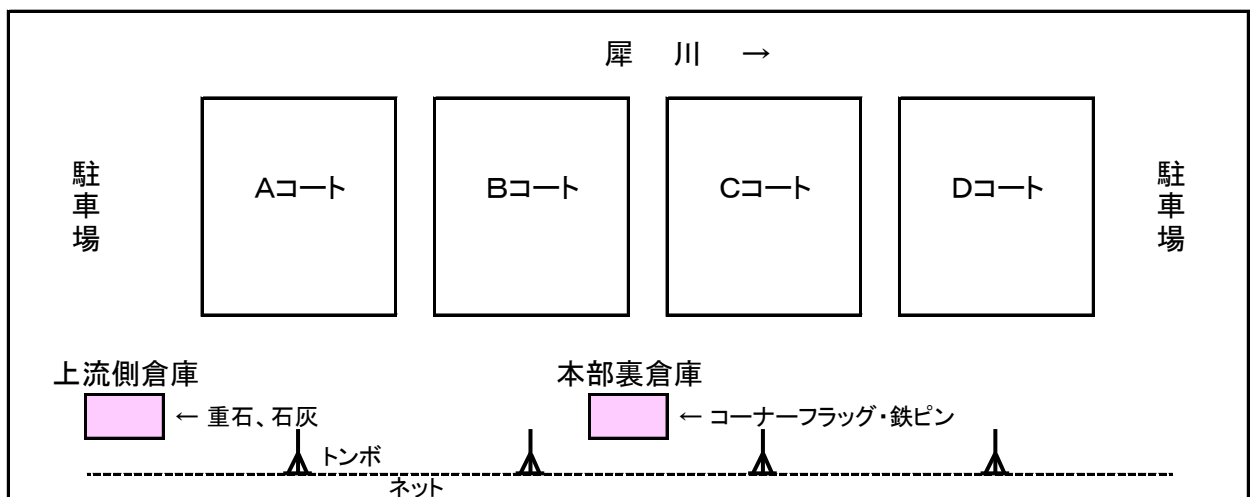 犀　川　→
駐車場
Aコート
Bコート
Cコート
Dコート
駐車場
上流側倉庫
← 重石、石灰
本部裏倉庫
← コーナーフラッグ・鉄ピン
トンボ
ネット